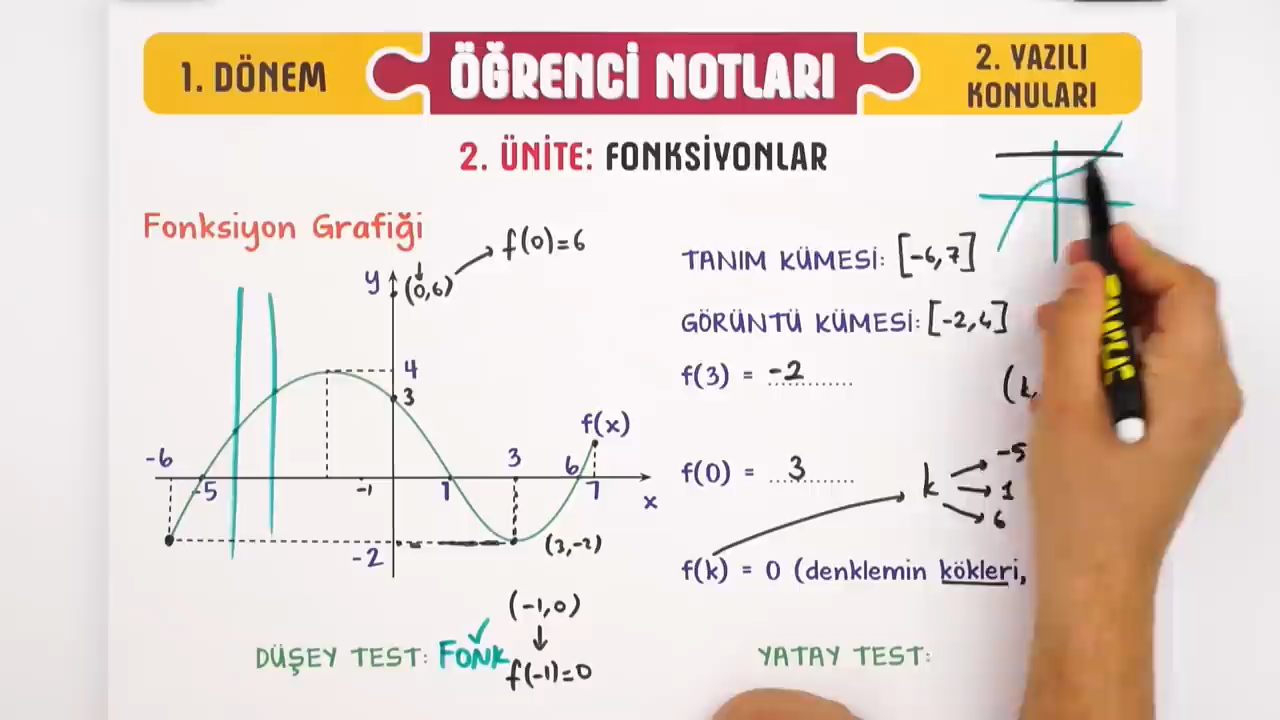 1. DÖNEM
ÖĞRENCİ NOTLARI
2. YAZILI
KONULARI
2. ÜNİTE: FONKSİYONLAR
Fonksiyon Grafiği
f(0)=6
y
(0,6)
4
3
f(x)
-6
-5
-1
1
3
6
7
x
-2
(3,-2)
(-1,0)
f(-1)=0
DÜŞEY TEST: FONK
TANIM KÜMESİ: [-6,7]
GÖRÜNTÜ KÜMESİ: [-2,4]
f(3) = -2
(k,
f(0) = 3
k
-5
1
6
f(k) = 0 (denklemin kökleri,
YATAY TEST: